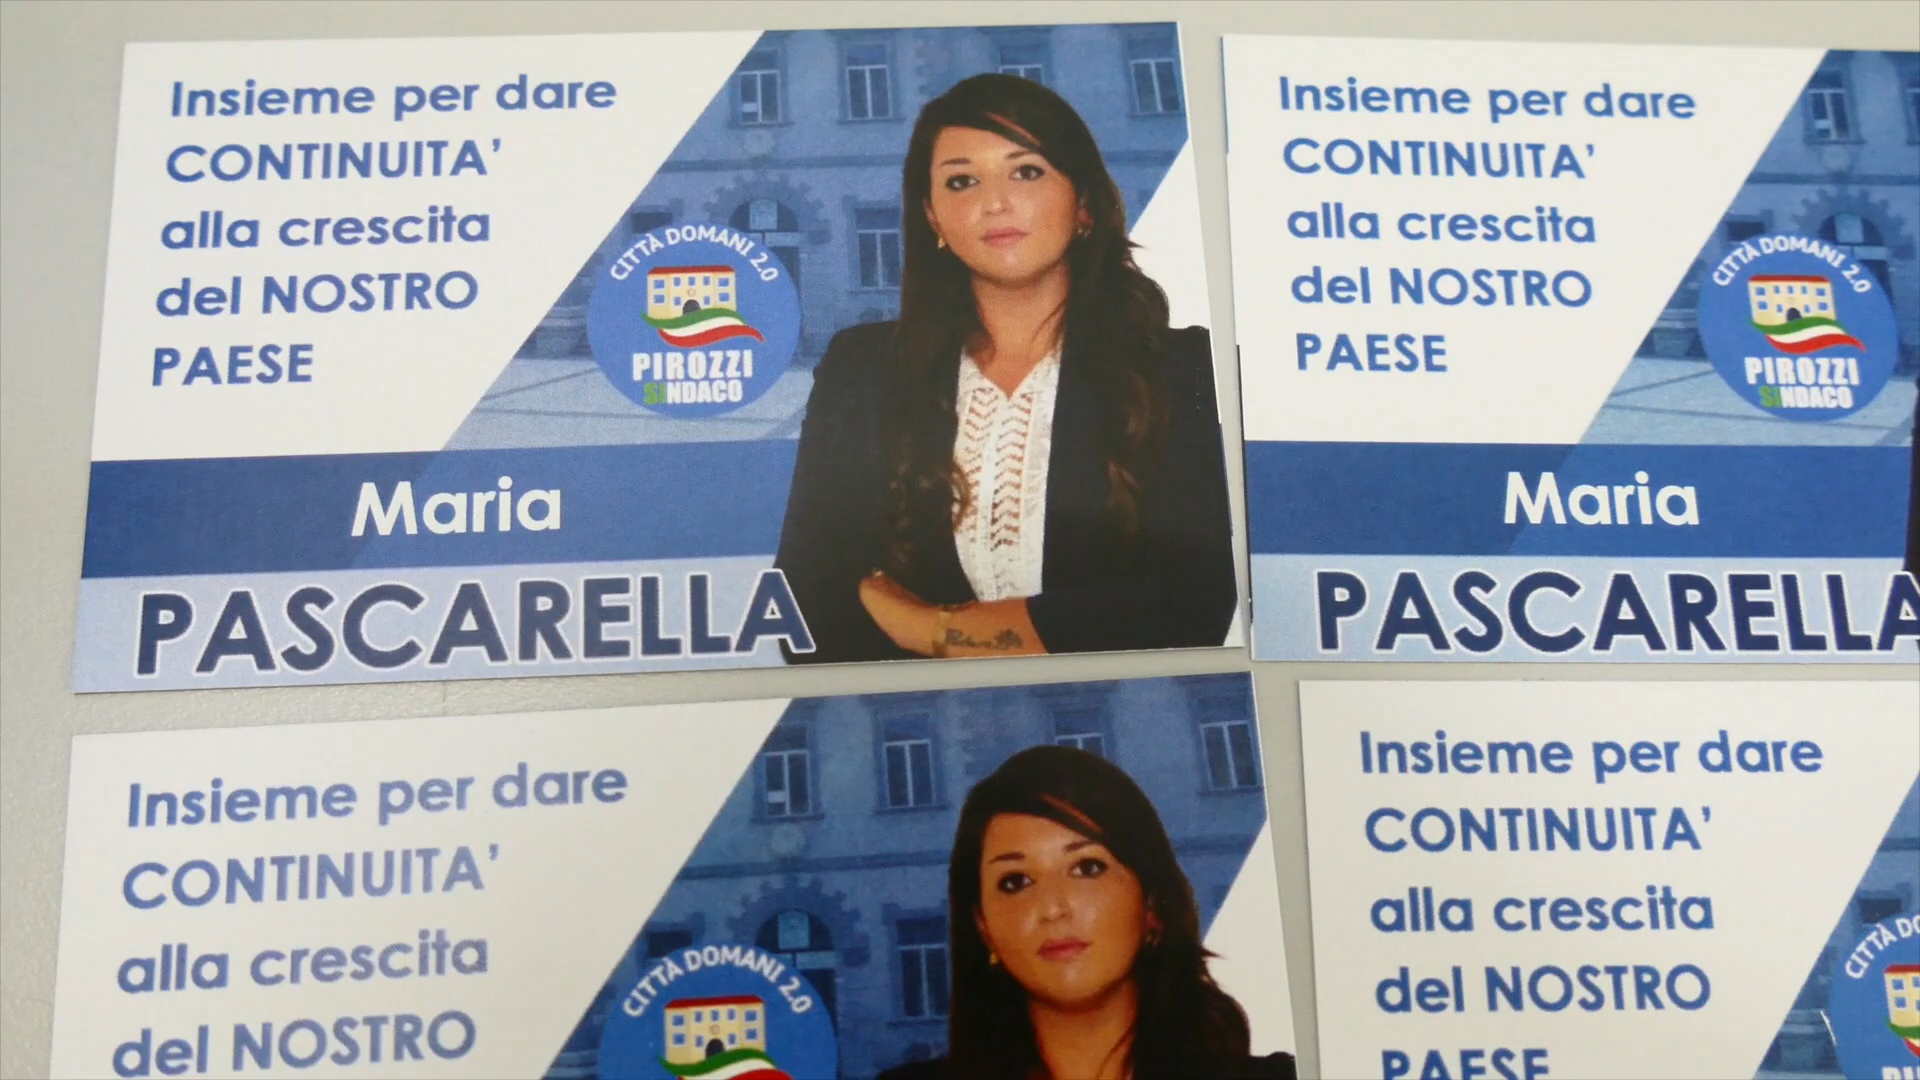 Insieme per dare
CONTINUITA’
alla crescita
del NOSTRO
PAESE
CITTÀ DOMANI 2.0
PIROZZI
SINDACO
Maria
PASCARELLA
Insieme per dare
CONTINUITA’
alla crescita
del NOSTRO
PAESE
CITTÀ DOMANI 2.0
PIROZZI
SINDACO
Maria
PASCARELLA
Insieme per dare
CONTINUITA’
alla crescita
del NOSTRO
CITTÀ DOMANI 2.0
Insieme per dare
CONTINUITA’
alla crescita
del NOSTRO
PAESE
CITTÀ